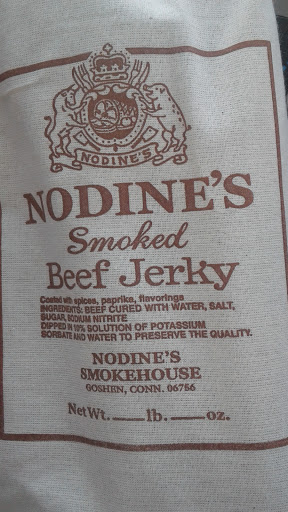 NODINE'S
NODINE'S
Smoked
Beef Jerky
Coated with spices, paprika, flavorings
INGREDIENTS: BEEF CURED WITH WATER, SALT,
SUGAR, SODIUM NITRITE
DIPPED IN 10% SOLUTION OF POTASSIUM
SORBATE AND WATER TO PRESERVE THE QUALITY.
NODINE'S
SMOKEHOUSE
GOSHEN, CONN. 06756
Net Wt. ____ lb. ____ oz.